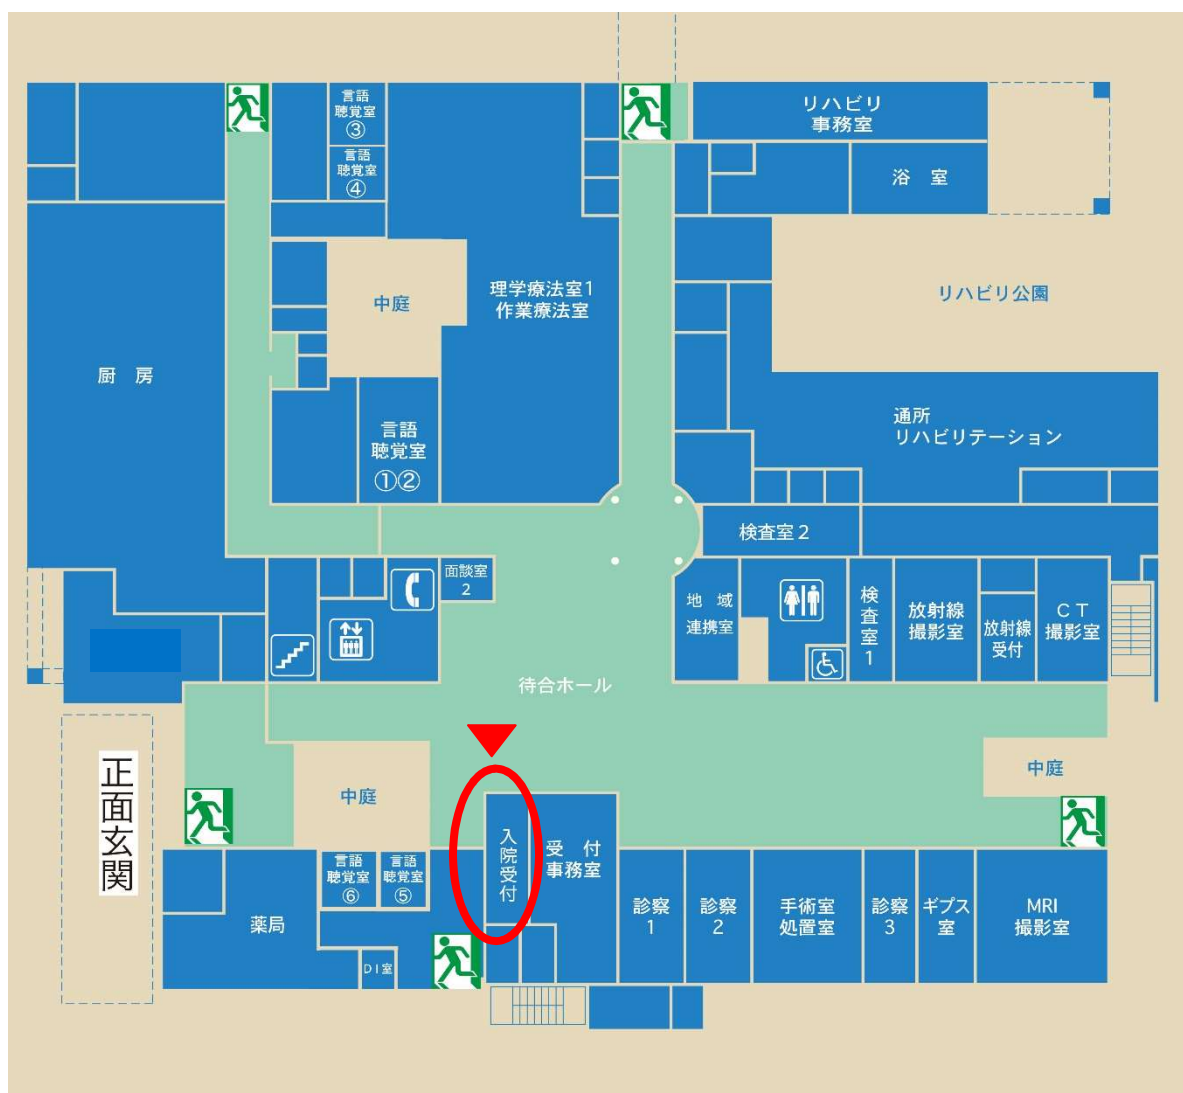 言語
聴覚室
③
言語
聴覚室
④
リハビリ
事務室
浴 室
中庭
理学療法室1
作業療法室
リハビリ公園
厨 房
言語
聴覚室
①②
通所
リハビリテーション
検査室2
面談室
2
地 域
連携室
検査室1
放射線
撮影室
放射線
受付
CT
撮影室
待合ホール
正面玄関
中庭
中庭
入院受付
受 付
事務室
言語
聴覚室
⑥
言語
聴覚室
⑤
薬局
DI室
診察
1
診察
2
手術室
処置室
診察
3
ギプス
室
MRI
撮影室